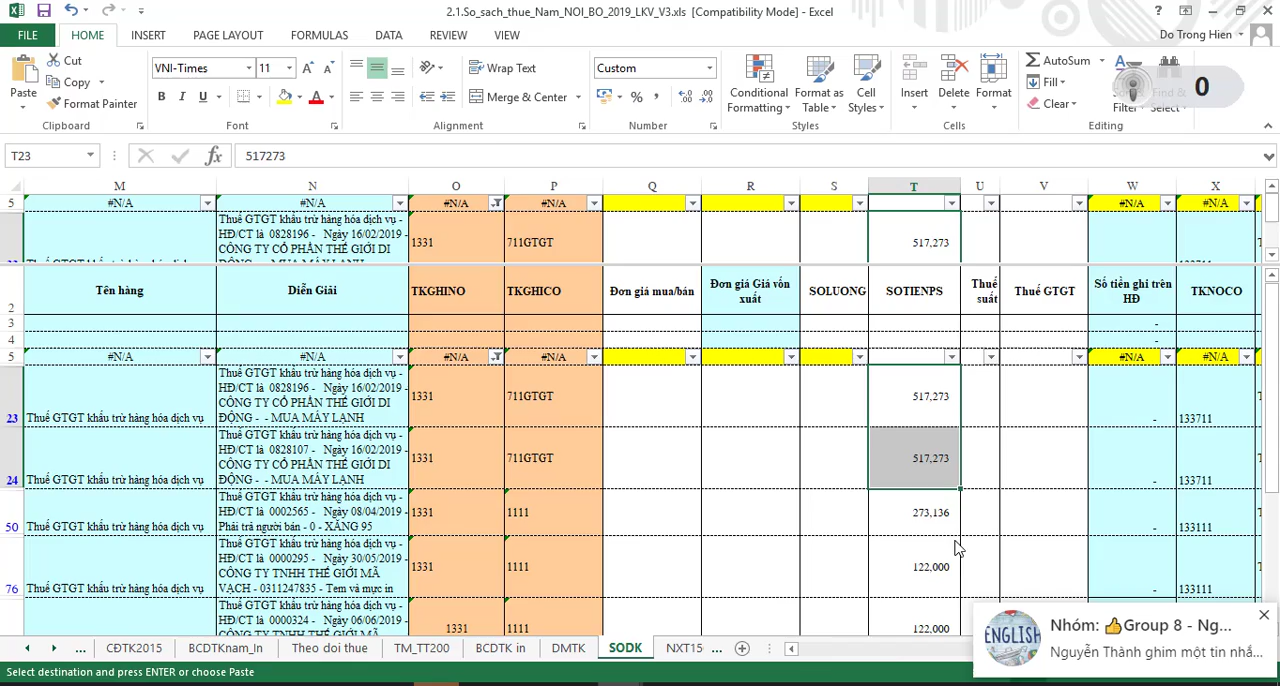 2.1.So_sach_thue_Nam_NOI_BO_2019_LKV_V3.xls [Compatibility Mode] - Excel
FILE HOME INSERT PAGE LAYOUT FORMULAS DATA REVIEW VIEW Do Trong Hien
Paste
Cut
Copy
Format Painter
VNI-Times 11
B I U
Wrap Text
Merge & Center
Custom
Conditional Formatting
Format as Table
Cell Styles
Insert Delete Format
AutoSum
Fill
Clear
0
Clipboard Font Alignment Number Styles Cells Editing
T23 fx 517273
M N O P Q R S T U V W X
5 #N/A #N/A #N/A #N/A #N/A #N/A
Thuế GTGT khấu trừ hàng hóa dịch vụ -
HĐ/CT là 0828196 - Ngày 16/02/2019 -
CÔNG TY CỔ PHẦN THẾ GIỚI DI
1331 711GTGT 517,273
2 Tên hàng Diễn Giải TKGHINO TKGHICO Đơn giá mua/bán Đơn giá Giá vốn xuất SOLUONG SOTIENPS Thuế suất Thuế GTGT Số tiền ghi trên HĐ TKNOCO
3 -
4 -
5 #N/A #N/A #N/A #N/A #N/A #N/A
Thuế GTGT khấu trừ hàng hóa dịch vụ -
HĐ/CT là 0828196 - Ngày 16/02/2019 -
CÔNG TY CỔ PHẦN THẾ GIỚI DI
ĐỘNG - - MUA MÁY LẠNH
23 Thuế GTGT khấu trừ hàng hóa dịch vụ 1331 711GTGT 517,273 - 133711
Thuế GTGT khấu trừ hàng hóa dịch vụ -
HĐ/CT là 0828107 - Ngày 16/02/2019 -
CÔNG TY CỔ PHẦN THẾ GIỚI DI
ĐỘNG - - MUA MÁY LẠNH
24 Thuế GTGT khấu trừ hàng hóa dịch vụ 1331 711GTGT 517,273 - 133711
Thuế GTGT khấu trừ hàng hóa dịch vụ -
HĐ/CT là 0002565 - Ngày 08/04/2019 -
Phải trả người bán - 0 - XĂNG 95
50 Thuế GTGT khấu trừ hàng hóa dịch vụ 1331 1111 273,136 - 133111
Thuế GTGT khấu trừ hàng hóa dịch vụ -
HĐ/CT là 0000295 - Ngày 30/05/2019 -
CÔNG TY TNHH THẾ GIỚI MÃ
VẠCH - 0311247835 - Tem và mực in
76 Thuế GTGT khấu trừ hàng hóa dịch vụ 1331 1111 122,000 - 133111
Thuế GTGT khấu trừ hàng hóa dịch vụ -
HĐ/CT là 0000324 - Ngày 06/06/2019 -
CÔNG TY TNHH THẾ GIỚI MÃ
1331 1111 122,000
Nhóm: 👍Group 8 - Ng...
Nguyễn Thành ghim một tin nhắ...
ENGLISH
... CĐTK2015 BCDTKnam_In Theo doi thue TM_TT200 BCDTK in DMTK SODK NXT15 ...
Select destination and press ENTER or choose Paste